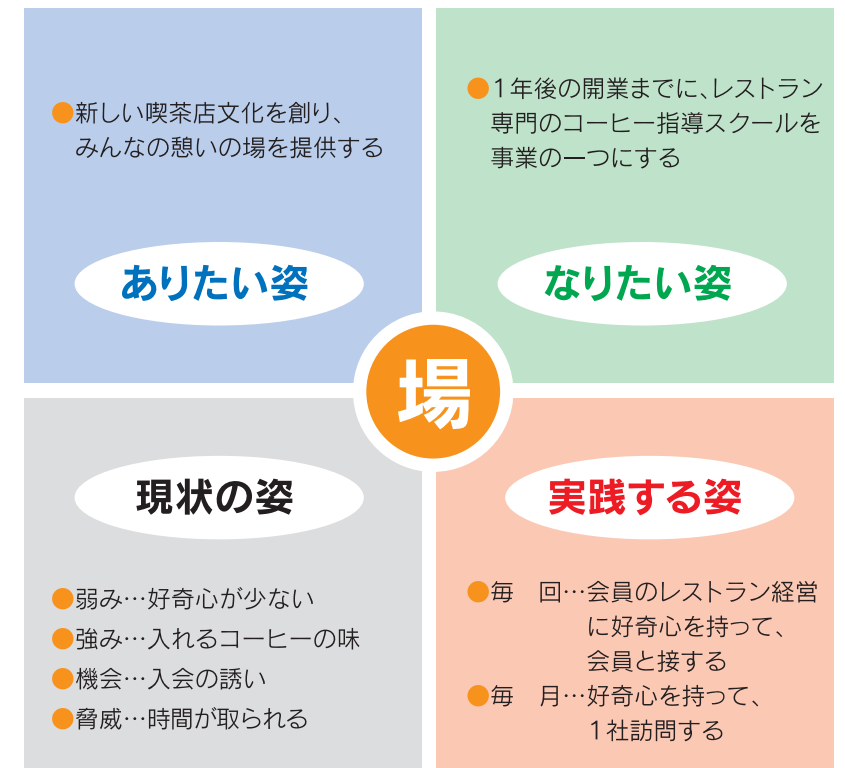 ●新しい喫茶店文化を創り、
みんなの憩いの場を提供する
ありたい姿
●１年後の開業までに、レストラン
専門のコーヒー指導スクールを
事業の一つにする
なりたい姿
場
現状の姿
●弱み…好奇心が少ない
●強み…入れるコーヒーの味
●機会…入会の誘い
●脅威…時間が取られる
実践する姿
●毎　回…会員のレストラン経営
に好奇心を持って、
会員と接する
●毎　月…好奇心を持って、
１社訪問する